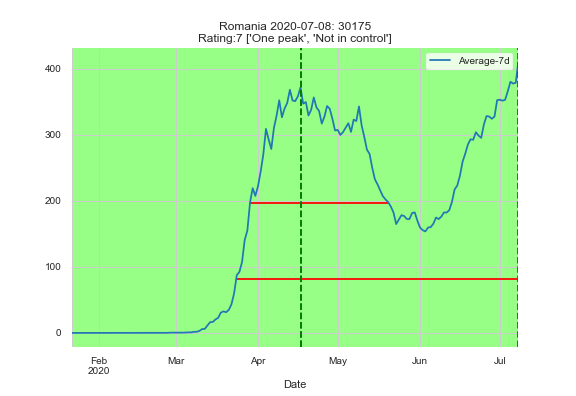 Romania 2020-07-08: 30175
Rating:7 ['One peak', 'Not in control']
Average-7d
400
300
200
100
0
Feb
2020
Mar
Apr
May
Jun
Jul
Date